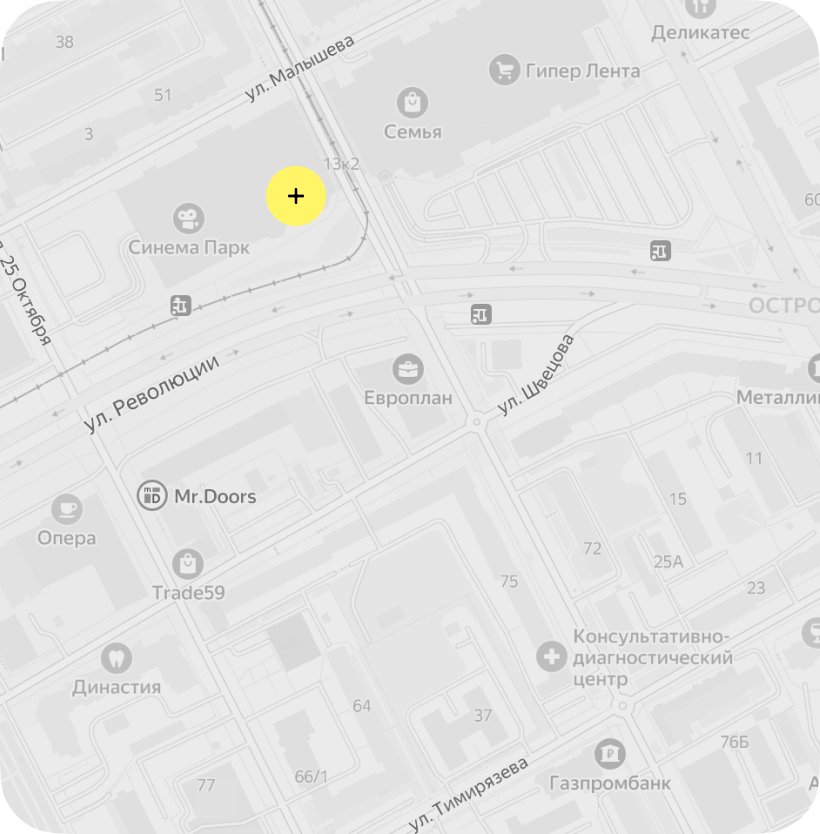 Деликатес
38
ул. Малышева
Гипер Лента
51
Семья
3
13к2
60
Синема Парк
25 Октября
ОСТРО
ул. Революции
ул. Швецова
Европлан
Металли
11
Mr.Doors
15
Опера
72
25А
Trade59
75
23
Консультативно-
диагностический
центр
Династия
64
37
76Б
66/1
77
Газпромбанк
ул. Тимирязева